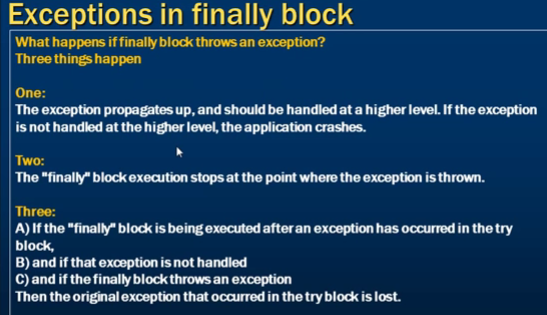 Exceptions in finally block
What happens if finally block throws an exception?
Three things happen
One:
The exception propagates up, and should be handled at a higher level. If the exception
is not handled at the higher level, the application crashes.
Two:
The "finally" block execution stops at the point where the exception is thrown.
Three:
A) If the "finally" block is being executed after an exception has occurred in the try
block,
B) and if that exception is not handled
C) and if the finally block throws an exception
Then the original exception that occurred in the try block is lost.